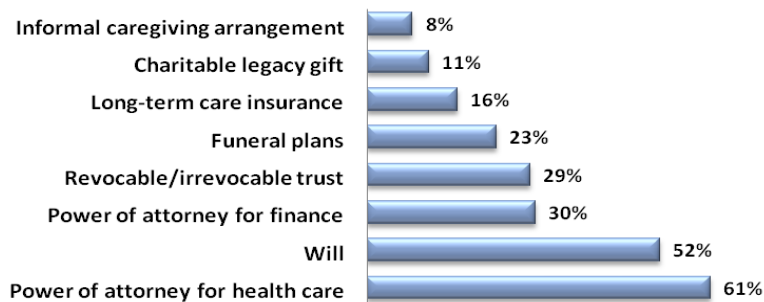 Informal caregiving arrangement 8%
Charitable legacy gift 11%
Long-term care insurance 16%
Funeral plans 23%
Revocable/irrevocable trust 29%
Power of attorney for finance 30%
Will 52%
Power of attorney for health care 61%